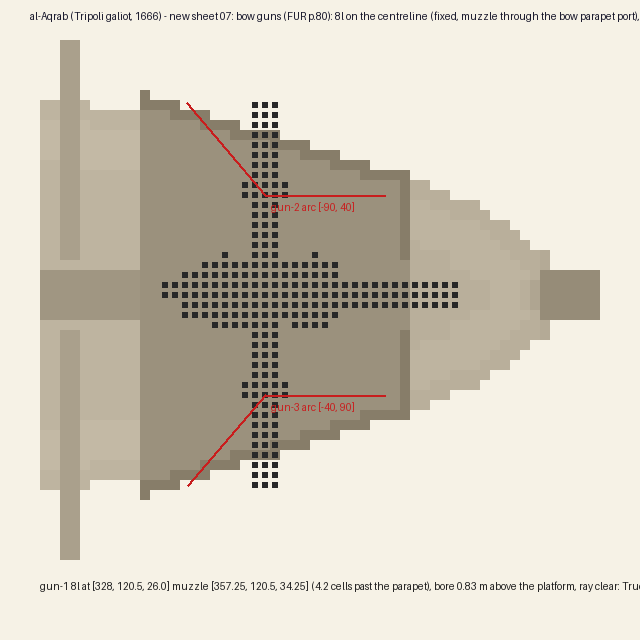 al-Aqrab (Tripoli galiot, 1666) - new sheet 07: bow guns (FUR p.80): 8l on the centreline (fixed, muzzle through the bow parapet port),
gun-2 arc [-90, 40]
gun-3 arc [-40, 90]
gun-1 8l at [328, 120.5, 26.0] muzzle [357.25, 120.5, 34.25] (4.2 cells past the parapet), bore 0.83 m above the platform, ray clear: Tru